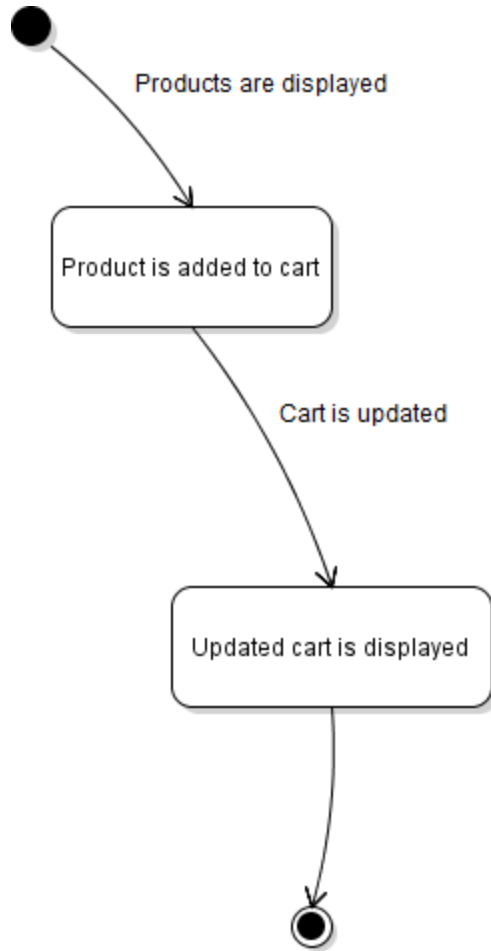 Products are displayed
Product is added to cart
Cart is updated
Updated cart is displayed